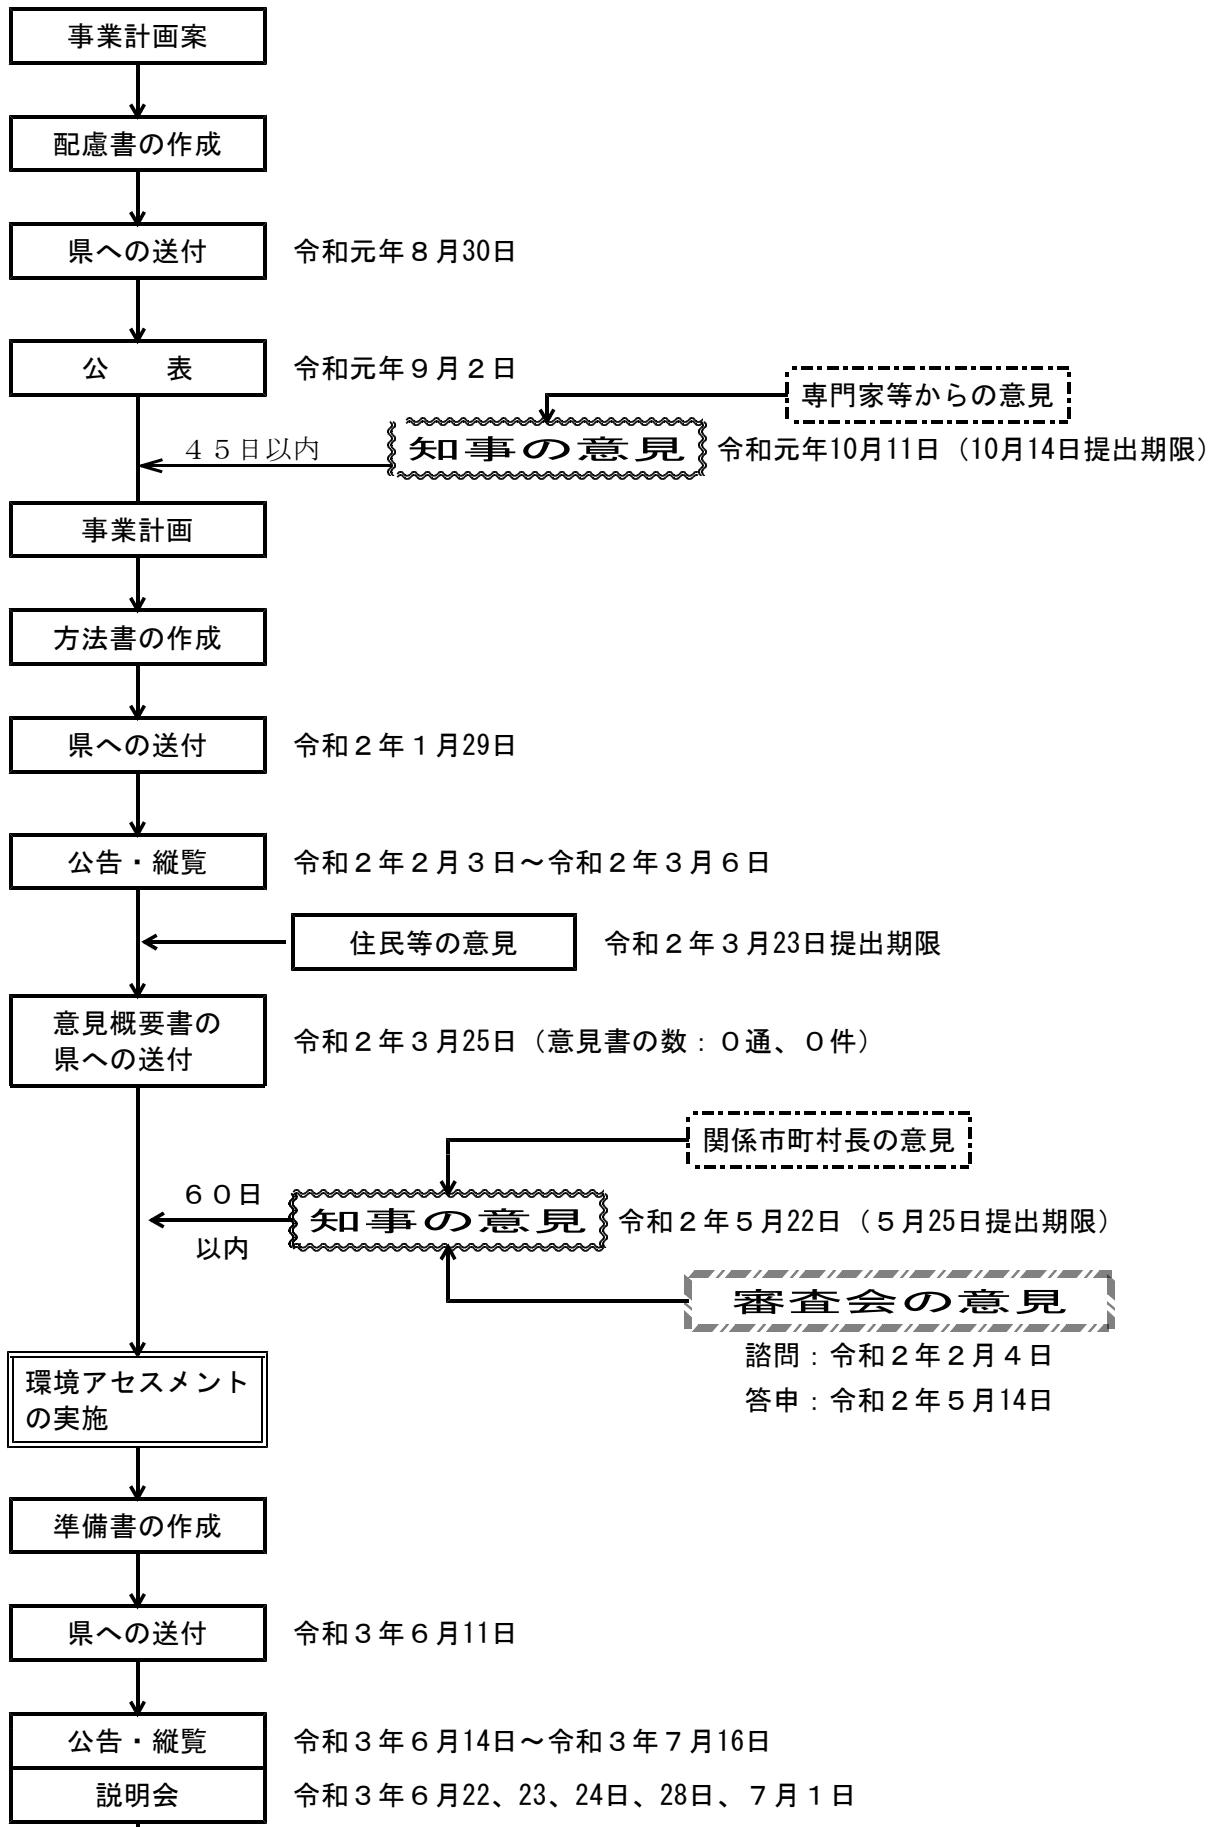 事業計画案
配慮書の作成
県への送付
令和元年８月30日
公　　表
令和元年９月２日
専門家等からの意見
４５日以内
知事の意見
令和元年10月11日（10月14日提出期限）
事業計画
方法書の作成
県への送付
令和２年１月29日
公告・縦覧
令和２年２月３日～令和２年３月６日
住民等の意見
令和２年３月23日提出期限
意見概要書の
県への送付
令和２年３月25日（意見書の数：０通、０件）
関係市町村長の意見
６０日
以内
知事の意見
令和２年５月22日（５月25日提出期限）
審査会の意見
諮問：令和２年２月４日
答申：令和２年５月14日
環境アセスメント
の実施
準備書の作成
県への送付
令和３年６月11日
公告・縦覧
令和３年６月14日～令和３年７月16日
説明会
令和３年６月22、23、24日、28日、７月１日